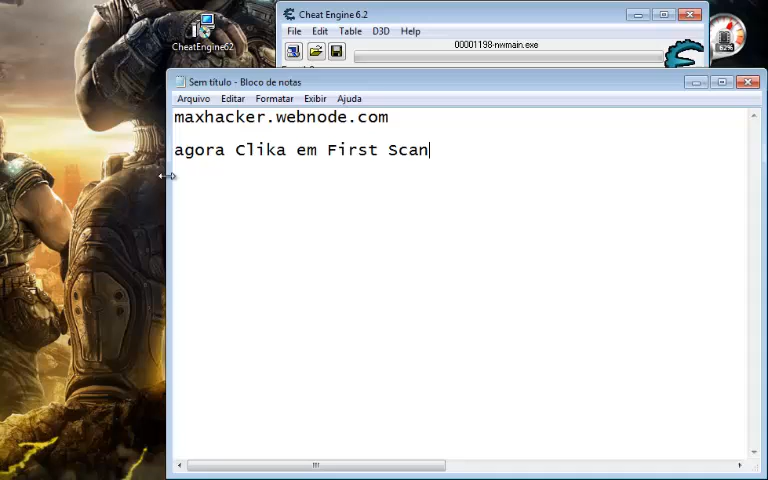 CheatEngine62
Cheat Engine 6.2
File Edit Table D3D Help
00001198-nwmain.exe
62%
Sem título - Bloco de notas
Arquivo Editar Formatar Exibir Ajuda
maxhacker.webnode.com
agora Clika em First Scan